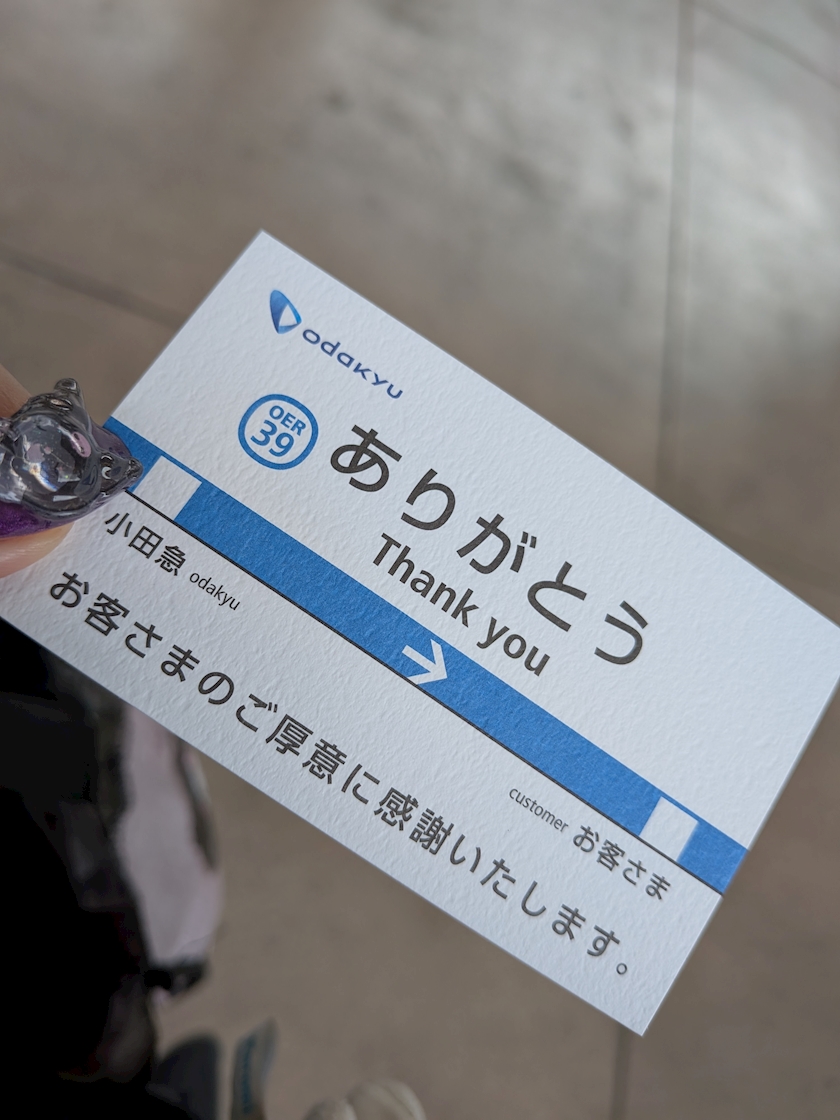 odakyu
OER
39
ありがとう
Thank you
小田急 odakyu
customer お客さま
お客さまのご厚意に感謝いたします。